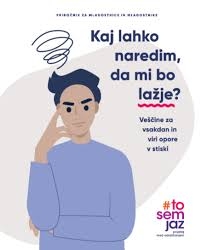 PRIROČNIK ZA MLADOSTNICE IN MLADOSTNIKE
Kaj lahko
naredim,
da mi bo
lažje?
Veščine za
vsakdan in
viri opore
v stiski
#to
sem
jaz